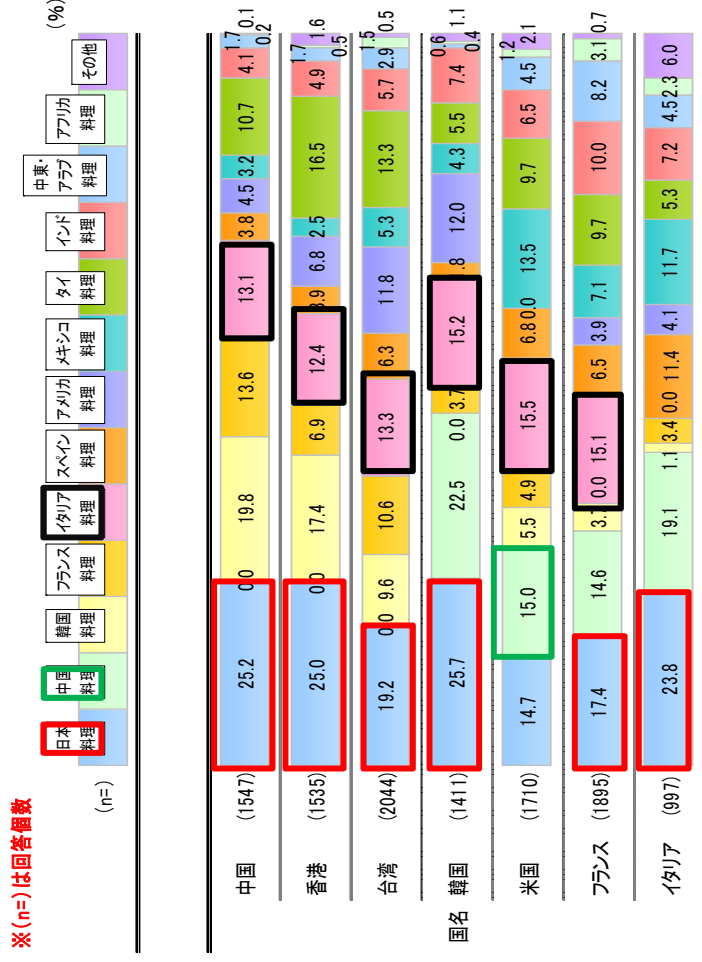 ※(n=)は回答個数
(%)
日本料理 中国料理 韓国料理 フランス料理 イタリア料理 スペイン料理 アメリカ料理 メキシコ料理 タイ料理 インド料理 中東・アラブ料理 アフリカ料理 その他
(n=)
国名
中国 (1547) 25.2 0.0 19.8 13.6 13.1 3.8 4.5 3.2 10.7 4.1 1.7 0.2 0.1
香港 (1535) 25.0 0.0 17.4 6.9 12.4 3.9 6.8 2.5 16.5 4.9 1.7 0.5 1.6
台湾 (2044) 19.2 0.0 9.6 10.6 13.3 6.3 11.8 5.3 13.3 5.7 2.9 1.5 0.5
韓国 (1411) 25.7 22.5 0.0 3.7 15.2 .8 12.0 4.3 5.5 7.4 0.6 0.4 1.1
米国 (1710) 14.7 15.0 5.5 4.9 15.5 6.8 0.0 13.5 9.7 6.5 4.5 1.2 2.1
フランス (1895) 17.4 14.6 3.7 0.0 15.1 6.5 3.9 7.1 9.7 10.0 8.2 3.1 0.7
イタリア (997) 23.8 19.1 1.1 3.4 0.0 11.4 4.1 11.7 5.3 7.2 4.5 2.3 6.0